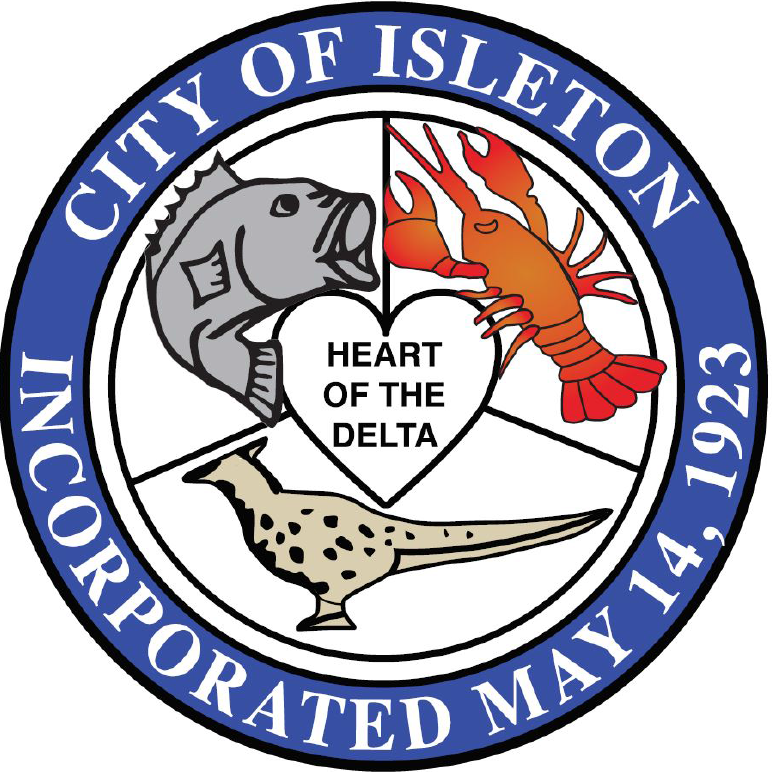 CITY OF ISLETON
HEART
OF THE
DELTA
INCORPORATED MAY 14, 1923